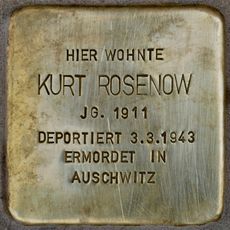 HIER WOHNTE
KURT ROSENOW
JG. 1911
DEPORTIERT 3.3.1943
ERMORDET IN
AUSCHWITZ